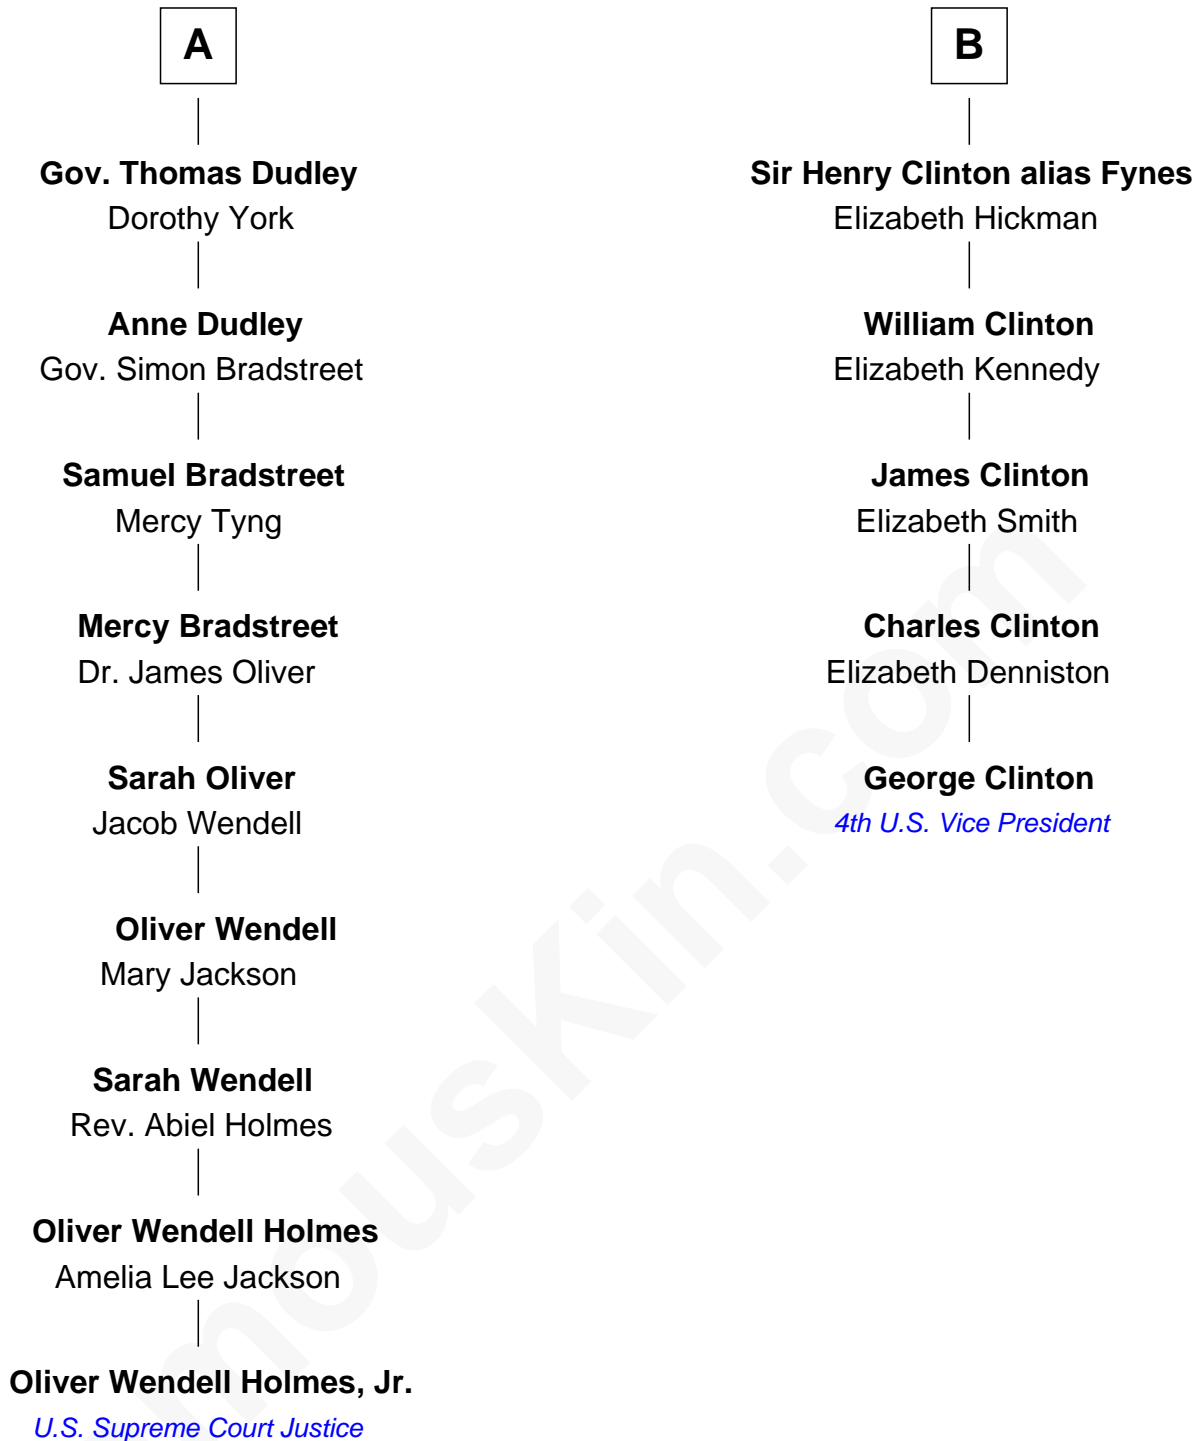 A
Gov. Thomas Dudley
Dorothy York
Anne Dudley
Gov. Simon Bradstreet
Samuel Bradstreet
Mercy Tyng
Mercy Bradstreet
Dr. James Oliver
Sarah Oliver
Jacob Wendell
Oliver Wendell
Mary Jackson
Sarah Wendell
Rev. Abiel Holmes
Oliver Wendell Holmes
Amelia Lee Jackson
Oliver Wendell Holmes, Jr.
U.S. Supreme Court Justice
B
Sir Henry Clinton alias Fynes
Elizabeth Hickman
William Clinton
Elizabeth Kennedy
James Clinton
Elizabeth Smith
Charles Clinton
Elizabeth Denniston
George Clinton
4th U.S. Vice President
mousKin.com